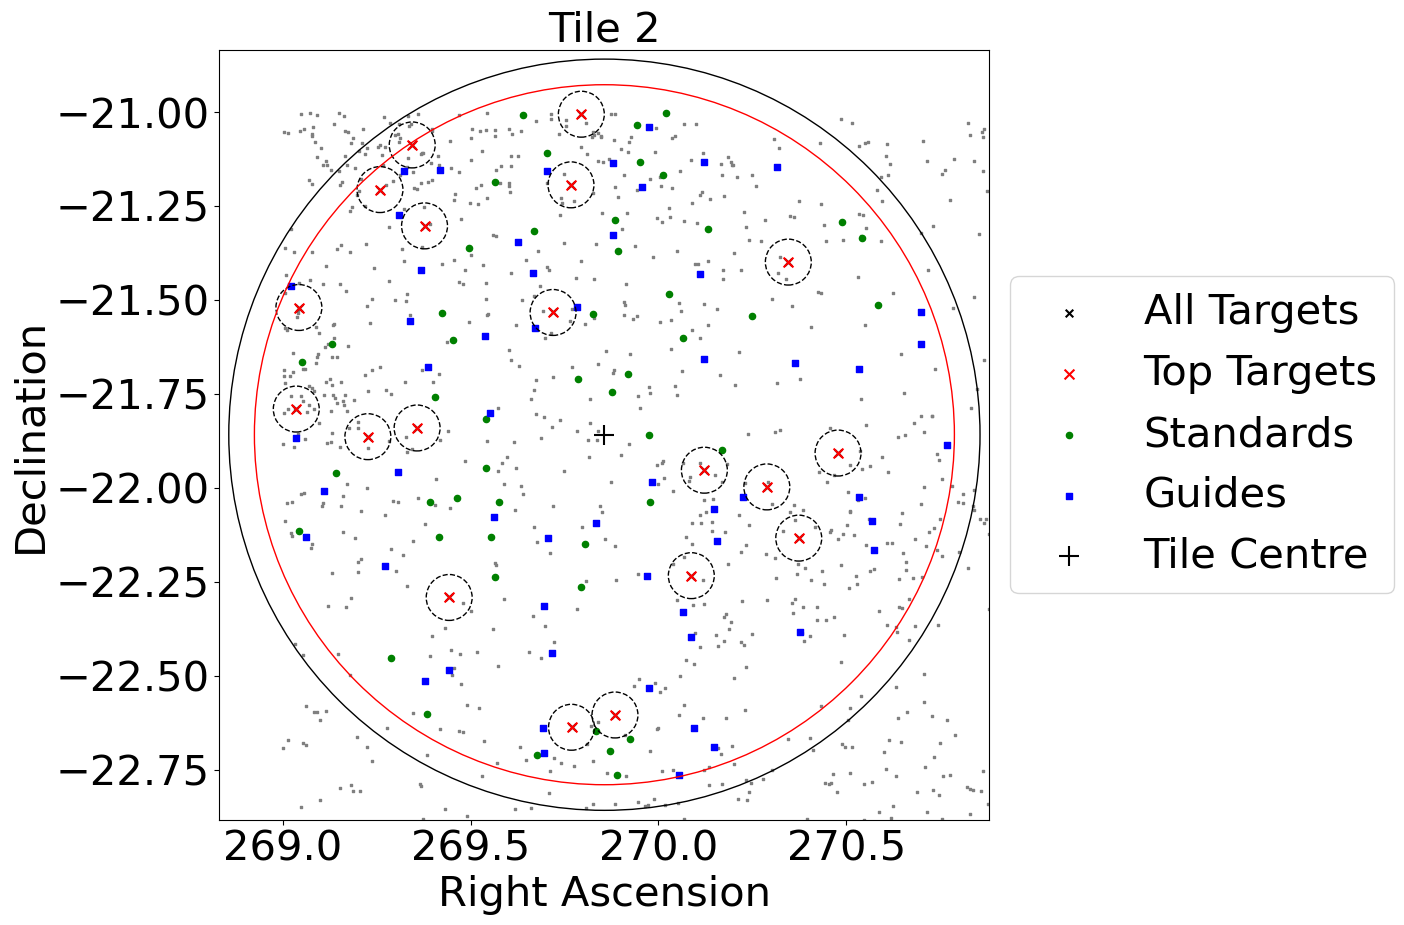 Tile 2
−21.00
−21.25
−21.50
−21.75
−22.00
−22.25
−22.50
−22.75
Declination
269.0 269.5 270.0 270.5
Right Ascension
All Targets
Top Targets
Standards
Guides
Tile Centre